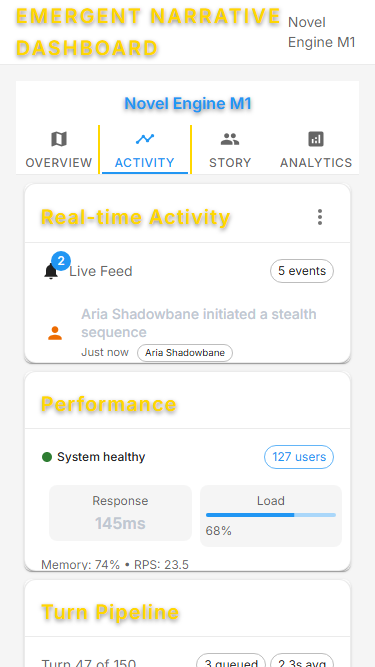 EMERGENT NARRATIVE
DASHBOARD
Novel
Engine M1
Novel Engine M1
OVERVIEW
ACTIVITY
STORY
ANALYTICS
Real-time Activity
2
Live Feed
5 events
Aria Shadowbane initiated a stealth
sequence
Just now
Aria Shadowbane
Performance
System healthy
127 users
Response
145ms
Load
68%
Memory: 74% • RPS: 23.5
Turn Pipeline
Turn 47 of 150
3 queued
2.3s avg